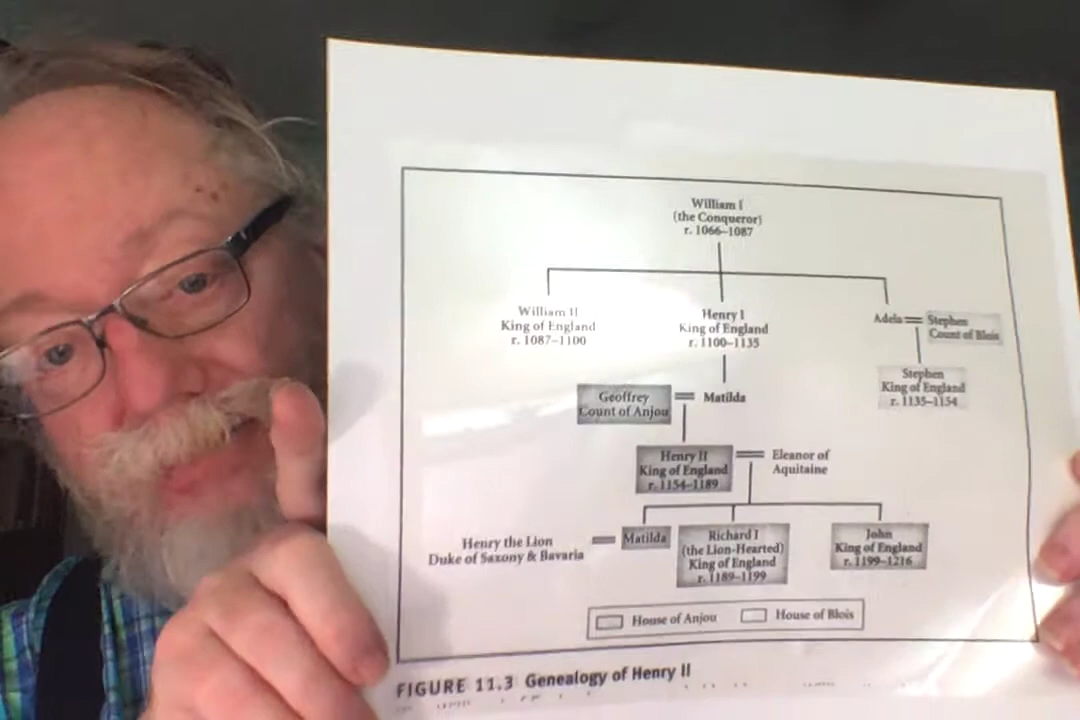 William I
(the Conqueror)
r. 1066–1087
William II
King of England
r. 1087–1100
Henry I
King of England
r. 1100–1135
Adela
Stephen
Count of Blois
Stephen
King of England
r. 1135–1154
Geoffrey
Count of Anjou
Matilda
Henry II
King of England
r. 1154–1189
Eleanor of
Aquitaine
Henry the Lion
Duke of Saxony & Bavaria
Matilda
Richard I
(the Lion-Hearted)
King of England
r. 1189–1199
John
King of England
r. 1199–1216
House of Anjou
House of Blois
FIGURE 11.3 Genealogy of Henry II